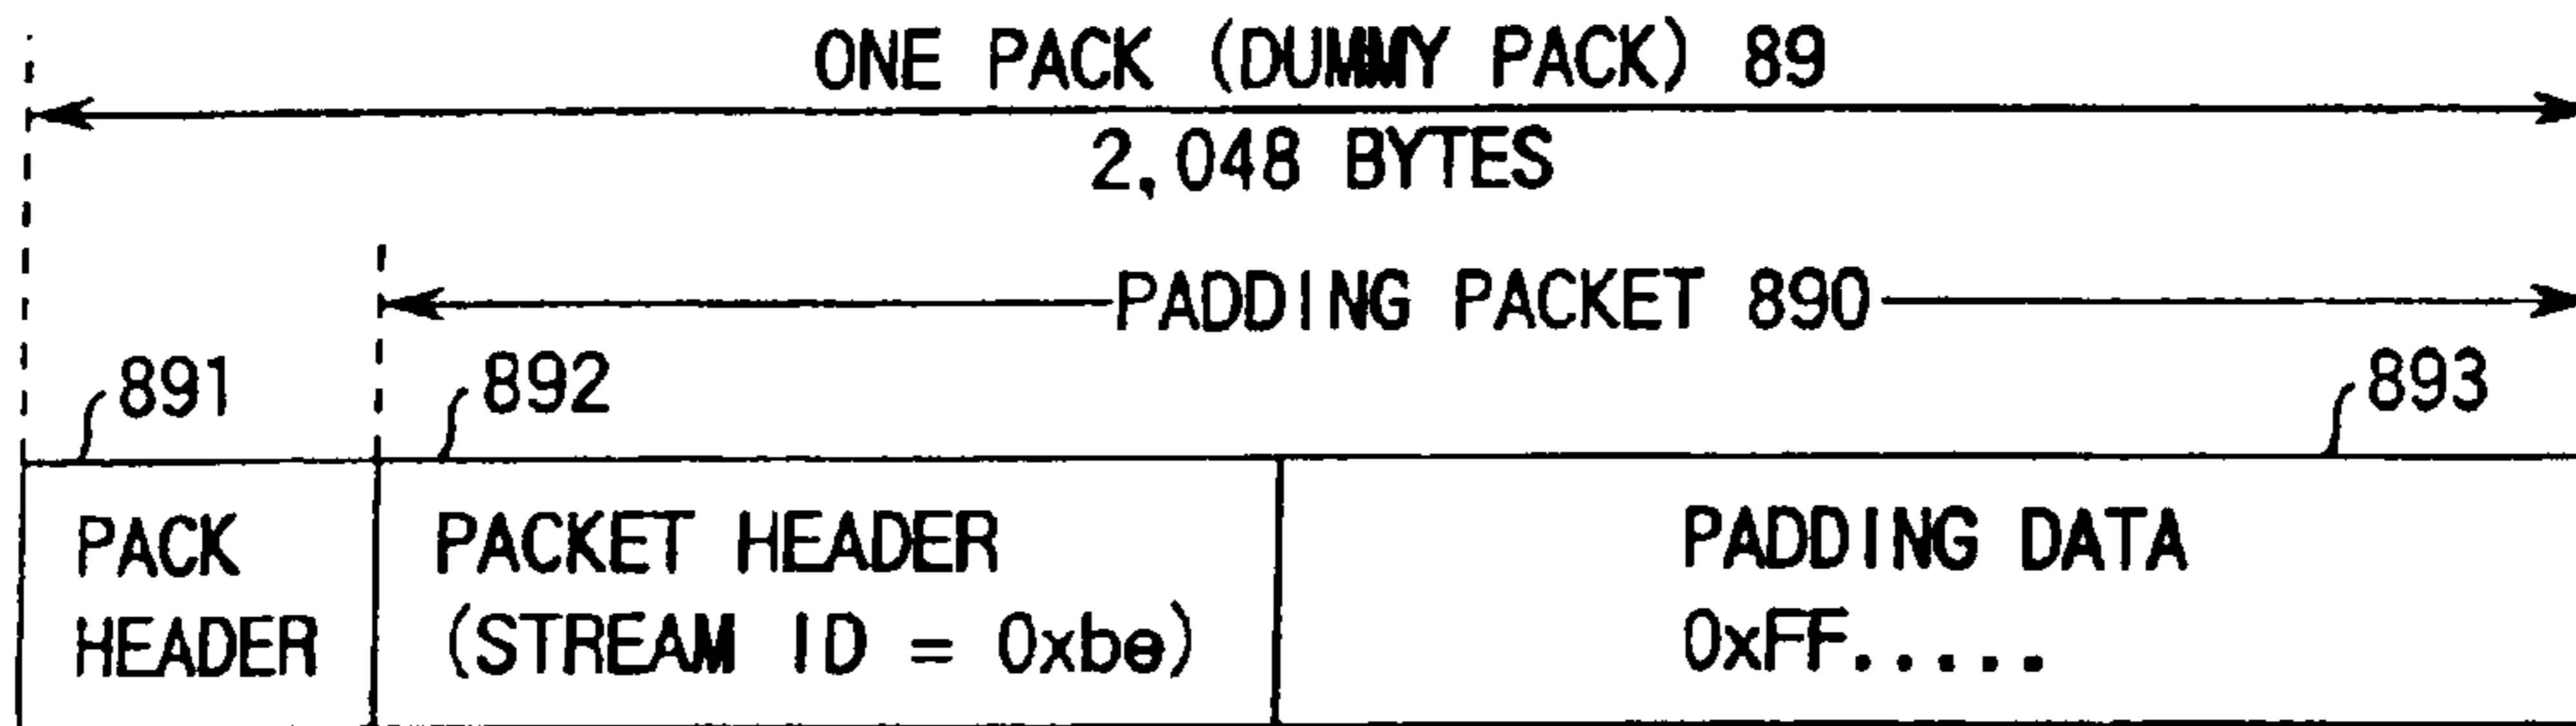 ONE PACK (DUMMY PACK) 89
2,048 BYTES
PADDING PACKET 890
891
892
893
PACK
HEADER
PACKET HEADER
(STREAM ID = 0xbe)
PADDING DATA
0xFF.....